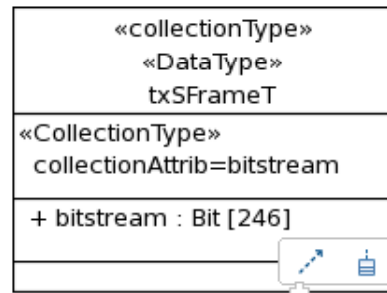 «collectionType»
«DataType»
txSFrameT
«CollectionType»
collectionAttrib=bitstream
+ bitstream : Bit [246]